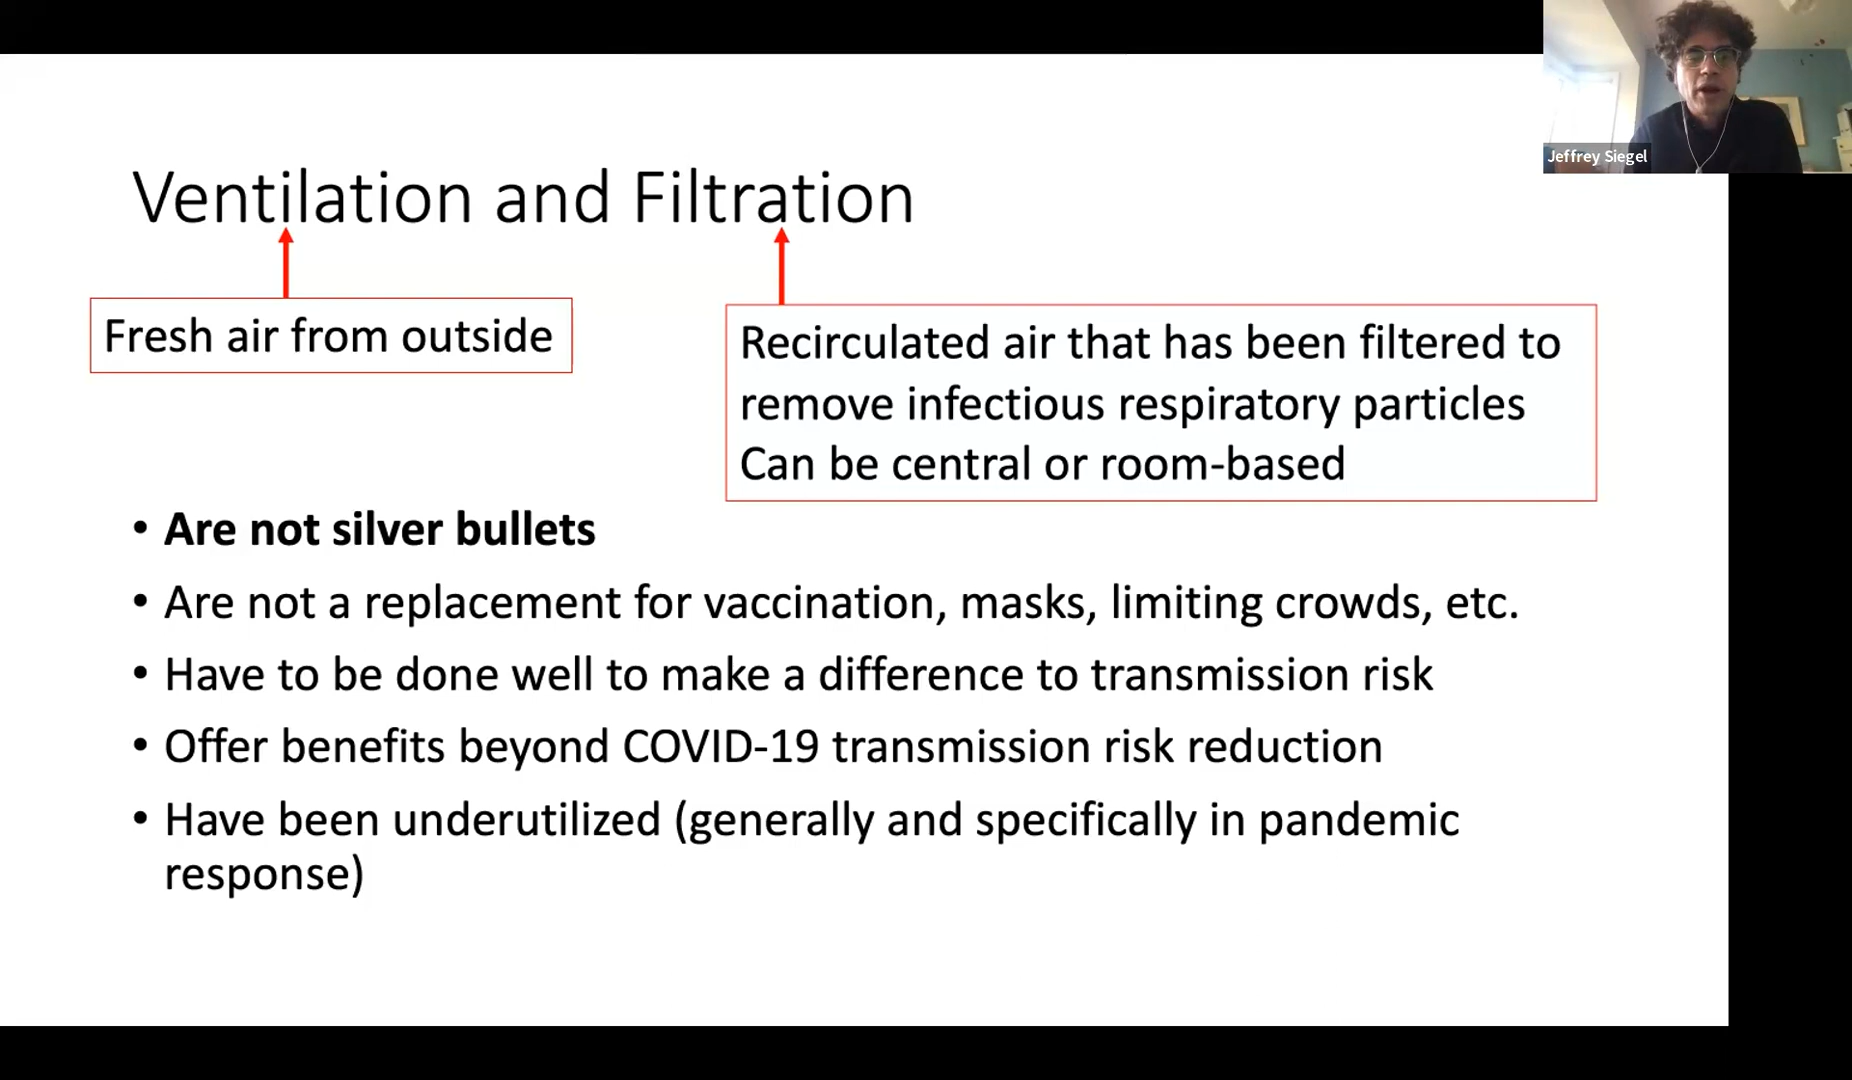 Jeffrey Siegel
Ventilation and Filtration
Fresh air from outside
Recirculated air that has been filtered to
remove infectious respiratory particles
Can be central or room-based
• Are not silver bullets
• Are not a replacement for vaccination, masks, limiting crowds, etc.
• Have to be done well to make a difference to transmission risk
• Offer benefits beyond COVID-19 transmission risk reduction
• Have been underutilized (generally and specifically in pandemic
response)